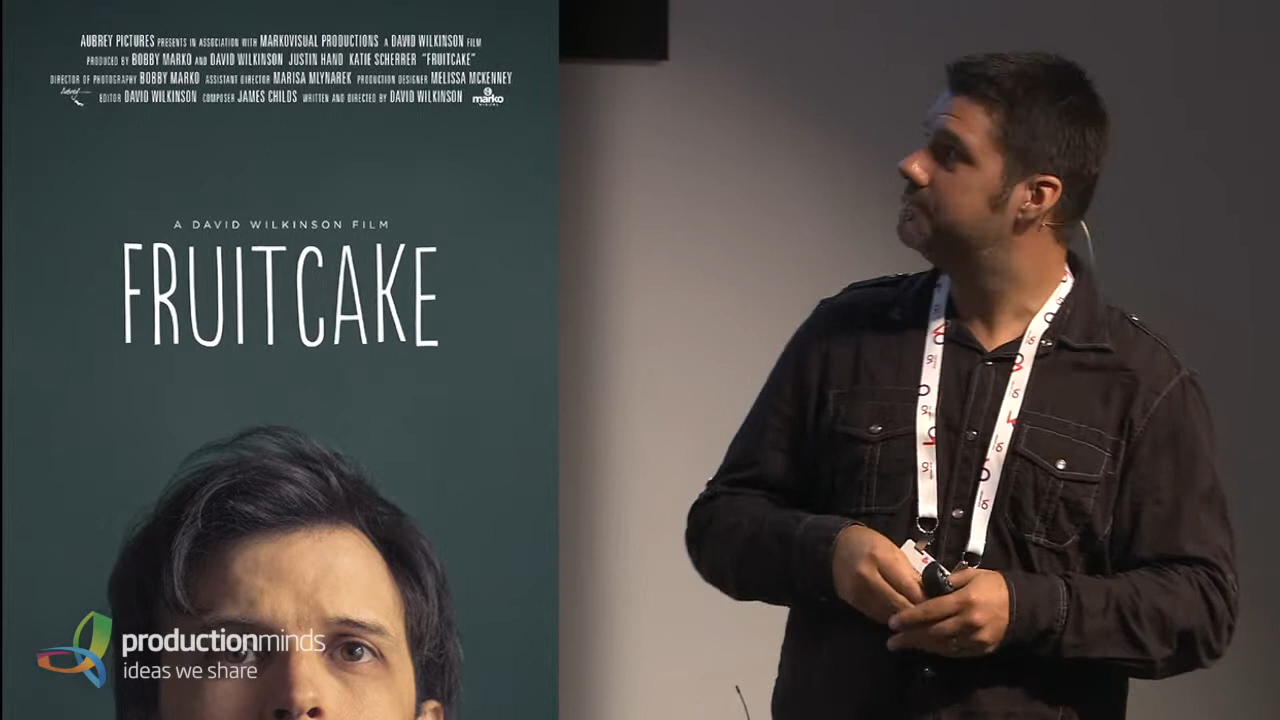 AUBREY PICTURES PRESENTS IN ASSOCIATION WITH MARKOVISUAL PRODUCTIONS A DAVID WILKINSON FILM
PRODUCED BY BOBBY MARKO AND DAVID WILKINSON JUSTIN HAND KATIE SCHERRER "FRUITCAKE"
DIRECTOR OF PHOTOGRAPHY BOBBY MARKO ASSISTANT DIRECTOR MARISA MLYNAREK PRODUCTION DESIGNER MELISSA MCKENNEY
EDITOR DAVID WILKINSON COMPOSER JAMES CHILDS WRITTEN AND DIRECTED BY DAVID WILKINSON marko
A DAVID WILKINSON FILM
FRUITCAKE
productionminds
ideas we share